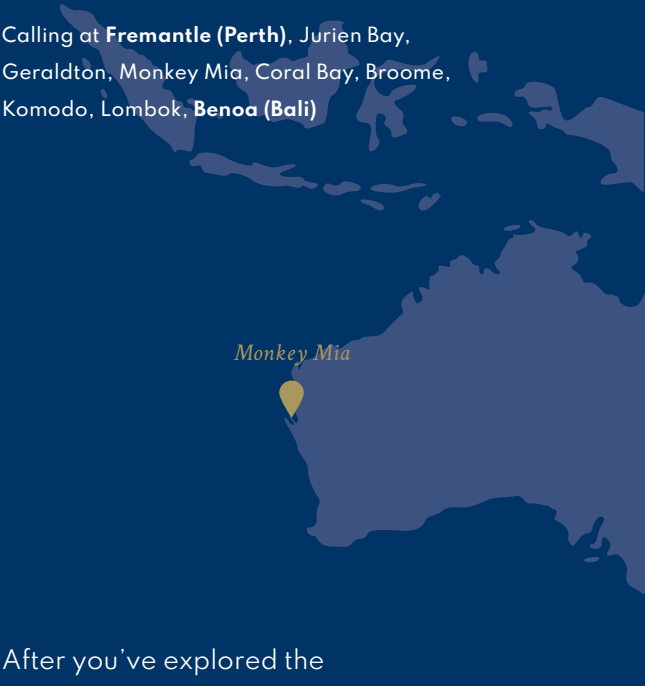 Calling at Fremantle (Perth), Jurien Bay,
Geraldton, Monkey Mia, Coral Bay, Broome,
Komodo, Lombok, Benoa (Bali)
Monkey Mia
After you’ve explored the